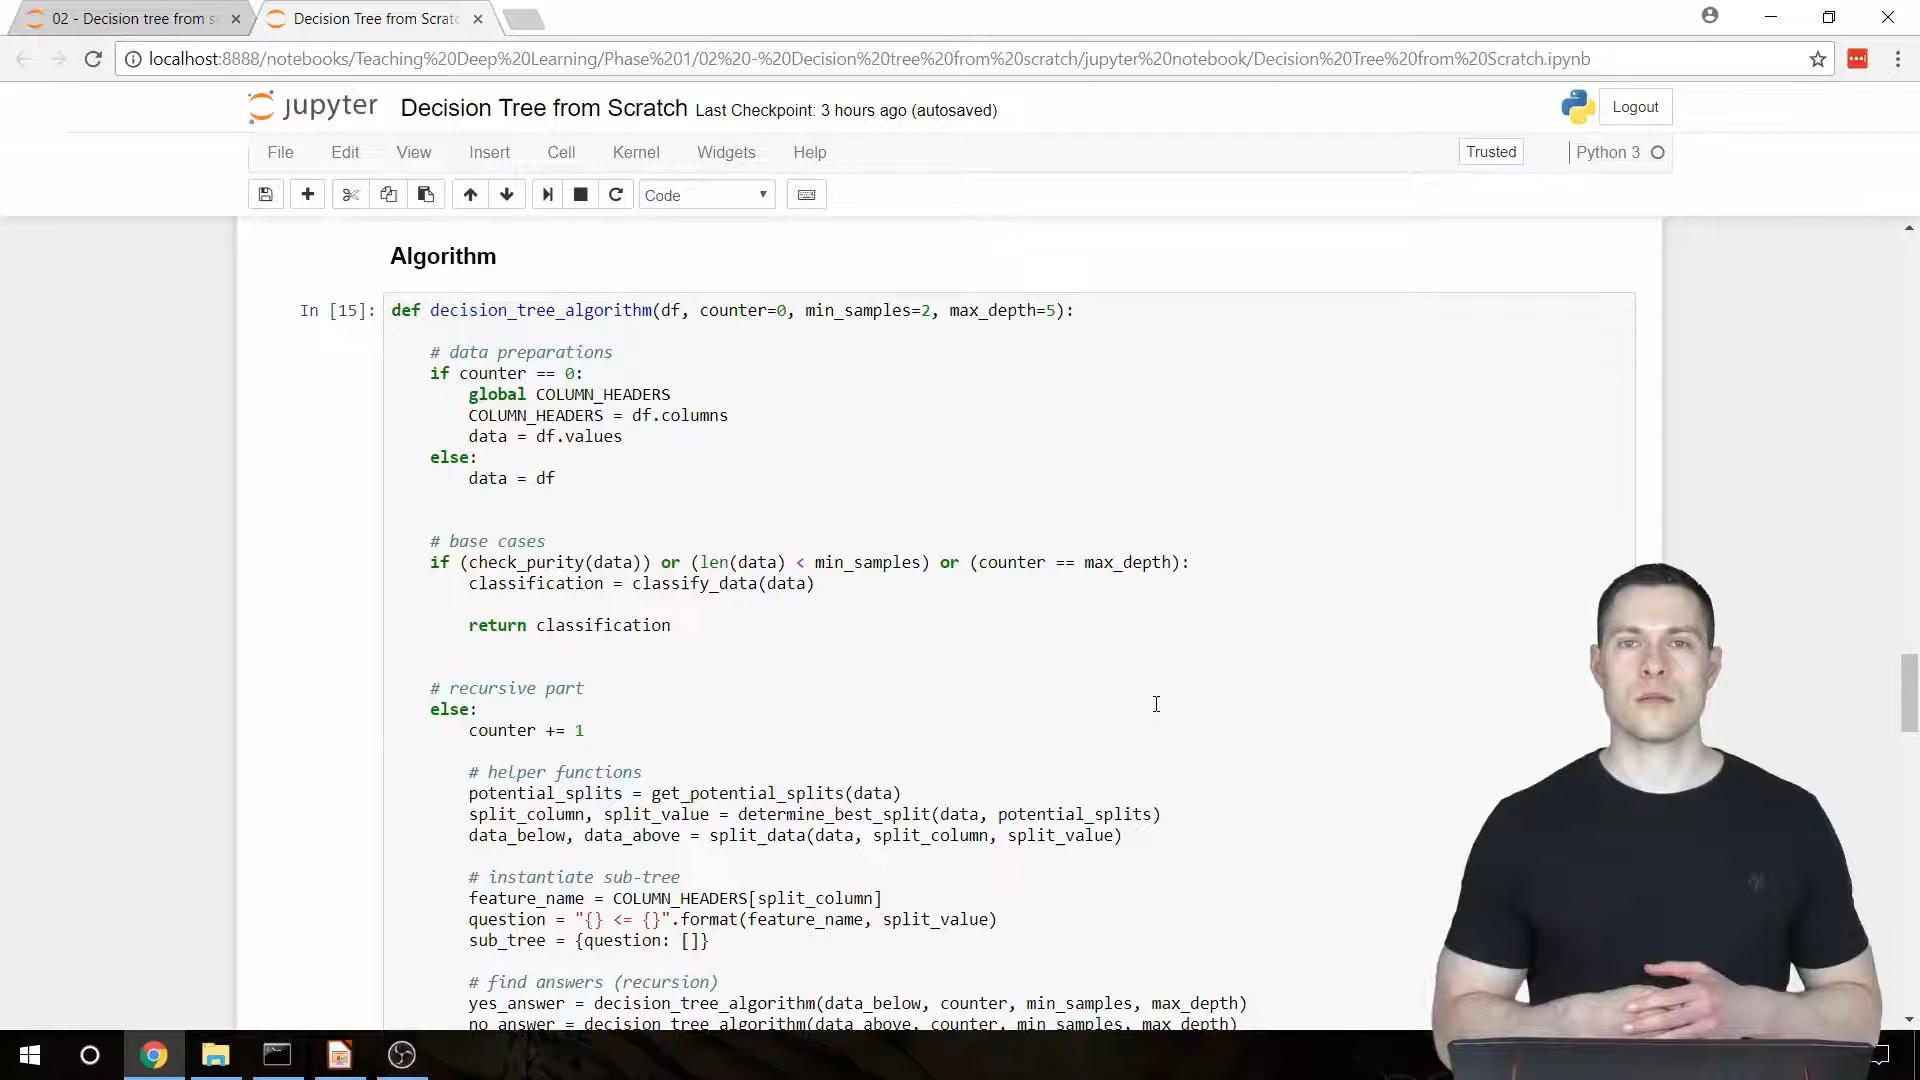 02 - Decision tree from s
Decision Tree from Scratc
localhost:8888/notebooks/Teaching%20Deep%20Learning/Phase%201/02%20-%20Decision%20tree%20from%20scratch/jupyter%20notebook/Decision%20Tree%20from%20Scratch.ipynb
jupyter Decision Tree from Scratch Last Checkpoint: 3 hours ago (autosaved)
Logout
File Edit View Insert Cell Kernel Widgets Help
Trusted
Python 3
Code
Algorithm
In [15]: def decision_tree_algorithm(df, counter=0, min_samples=2, max_depth=5):
# data preparations
if counter == 0:
global COLUMN_HEADERS
COLUMN_HEADERS = df.columns
data = df.values
else:
data = df
# base cases
if (check_purity(data)) or (len(data) < min_samples) or (counter == max_depth):
classification = classify_data(data)
return classification
# recursive part
else:
counter += 1
# helper functions
potential_splits = get_potential_splits(data)
split_column, split_value = determine_best_split(data, potential_splits)
data_below, data_above = split_data(data, split_column, split_value)
# instantiate sub-tree
feature_name = COLUMN_HEADERS[split_column]
question = "{} <= {}".format(feature_name, split_value)
sub_tree = {question: []}
# find answers (recursion)
yes_answer = decision_tree_algorithm(data_below, counter, min_samples, max_depth)
no_answer = decision_tree_algorithm(data_above, counter, min_samples, max_depth)